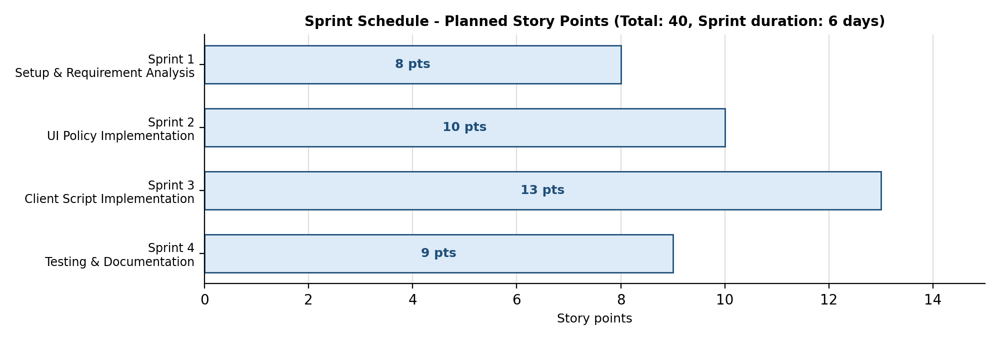 Sprint Schedule - Planned Story Points (Total: 40, Sprint duration: 6 days)
Sprint 1
Setup & Requirement Analysis
8 pts
Sprint 2
UI Policy Implementation
10 pts
Sprint 3
Client Script Implementation
13 pts
Sprint 4
Testing & Documentation
9 pts
0 2 4 6 8 10 12 14
Story points